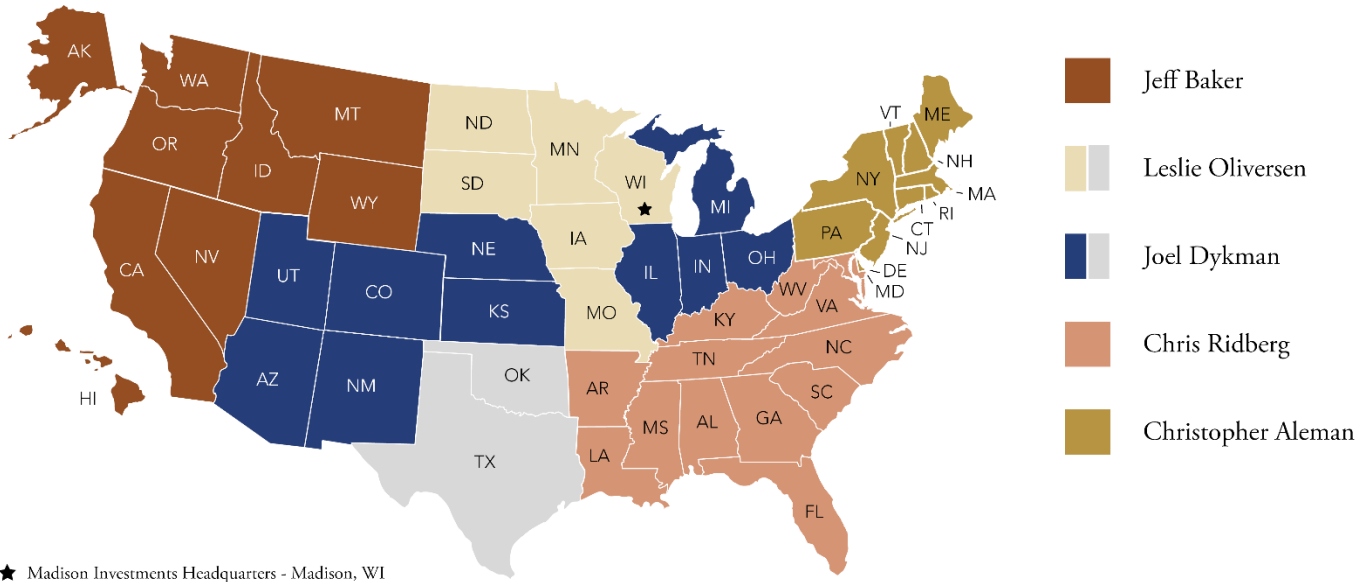 AK
WA
MT
OR
ID
WY
CA
NV
HI
ND
MN
SD
WI
IA
MO
NE
UT
CO
KS
AZ
NM
MI
IL
IN
OH
OK
TX
AR
LA
MS
AL
GA
FL
TN
KY
WV
VA
NC
SC
VT
ME
NH
MA
NY
RI
CT
NJ
PA
DE
MD
Jeff Baker
Leslie Oliversen
Joel Dykman
Chris Ridberg
Christopher Aleman
Madison Investments Headquarters - Madison, WI